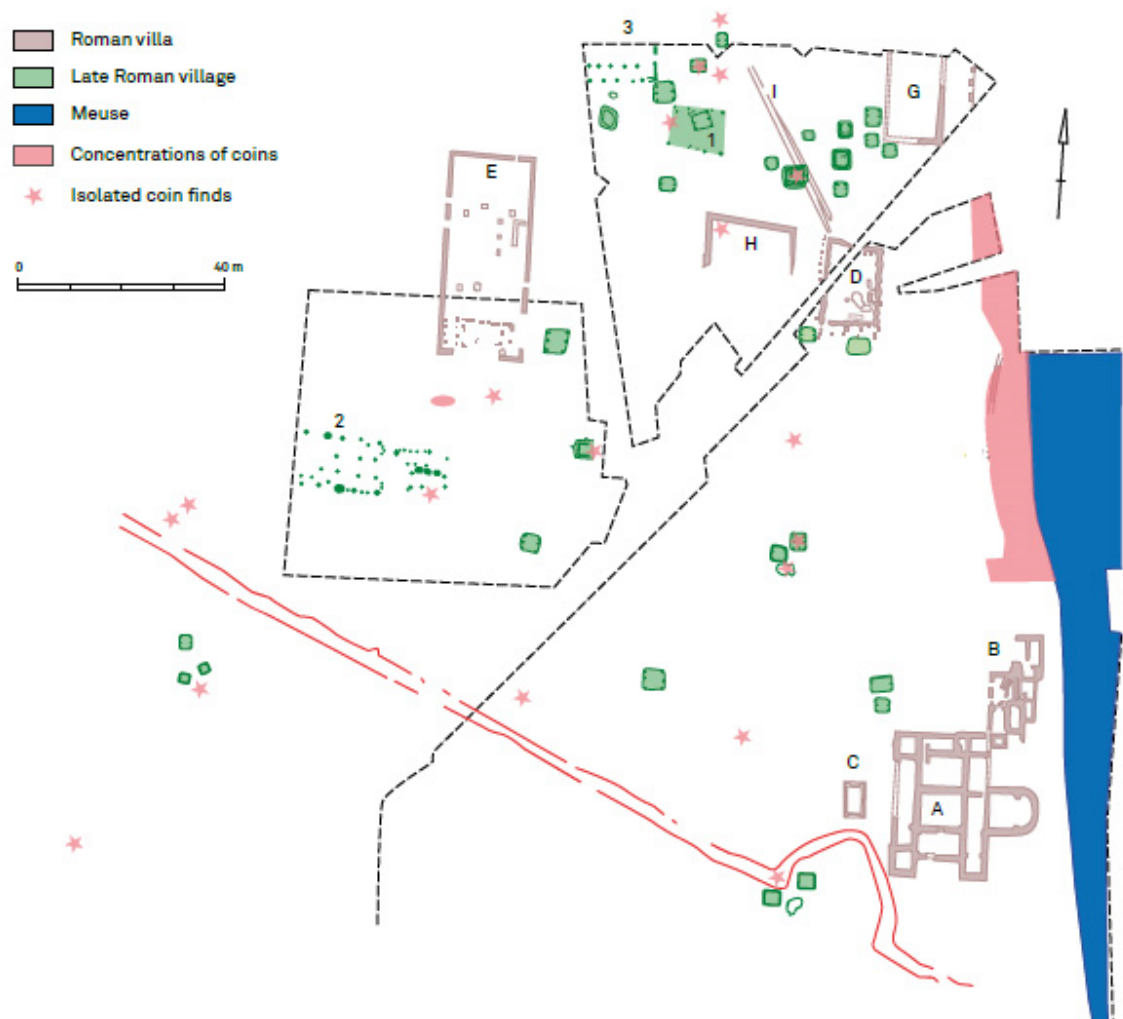 Roman villa
Late Roman village
Meuse
Concentrations of coins
Isolated coin finds
0 40 m
3
I
G
1
E
H
D
2
B
C
A